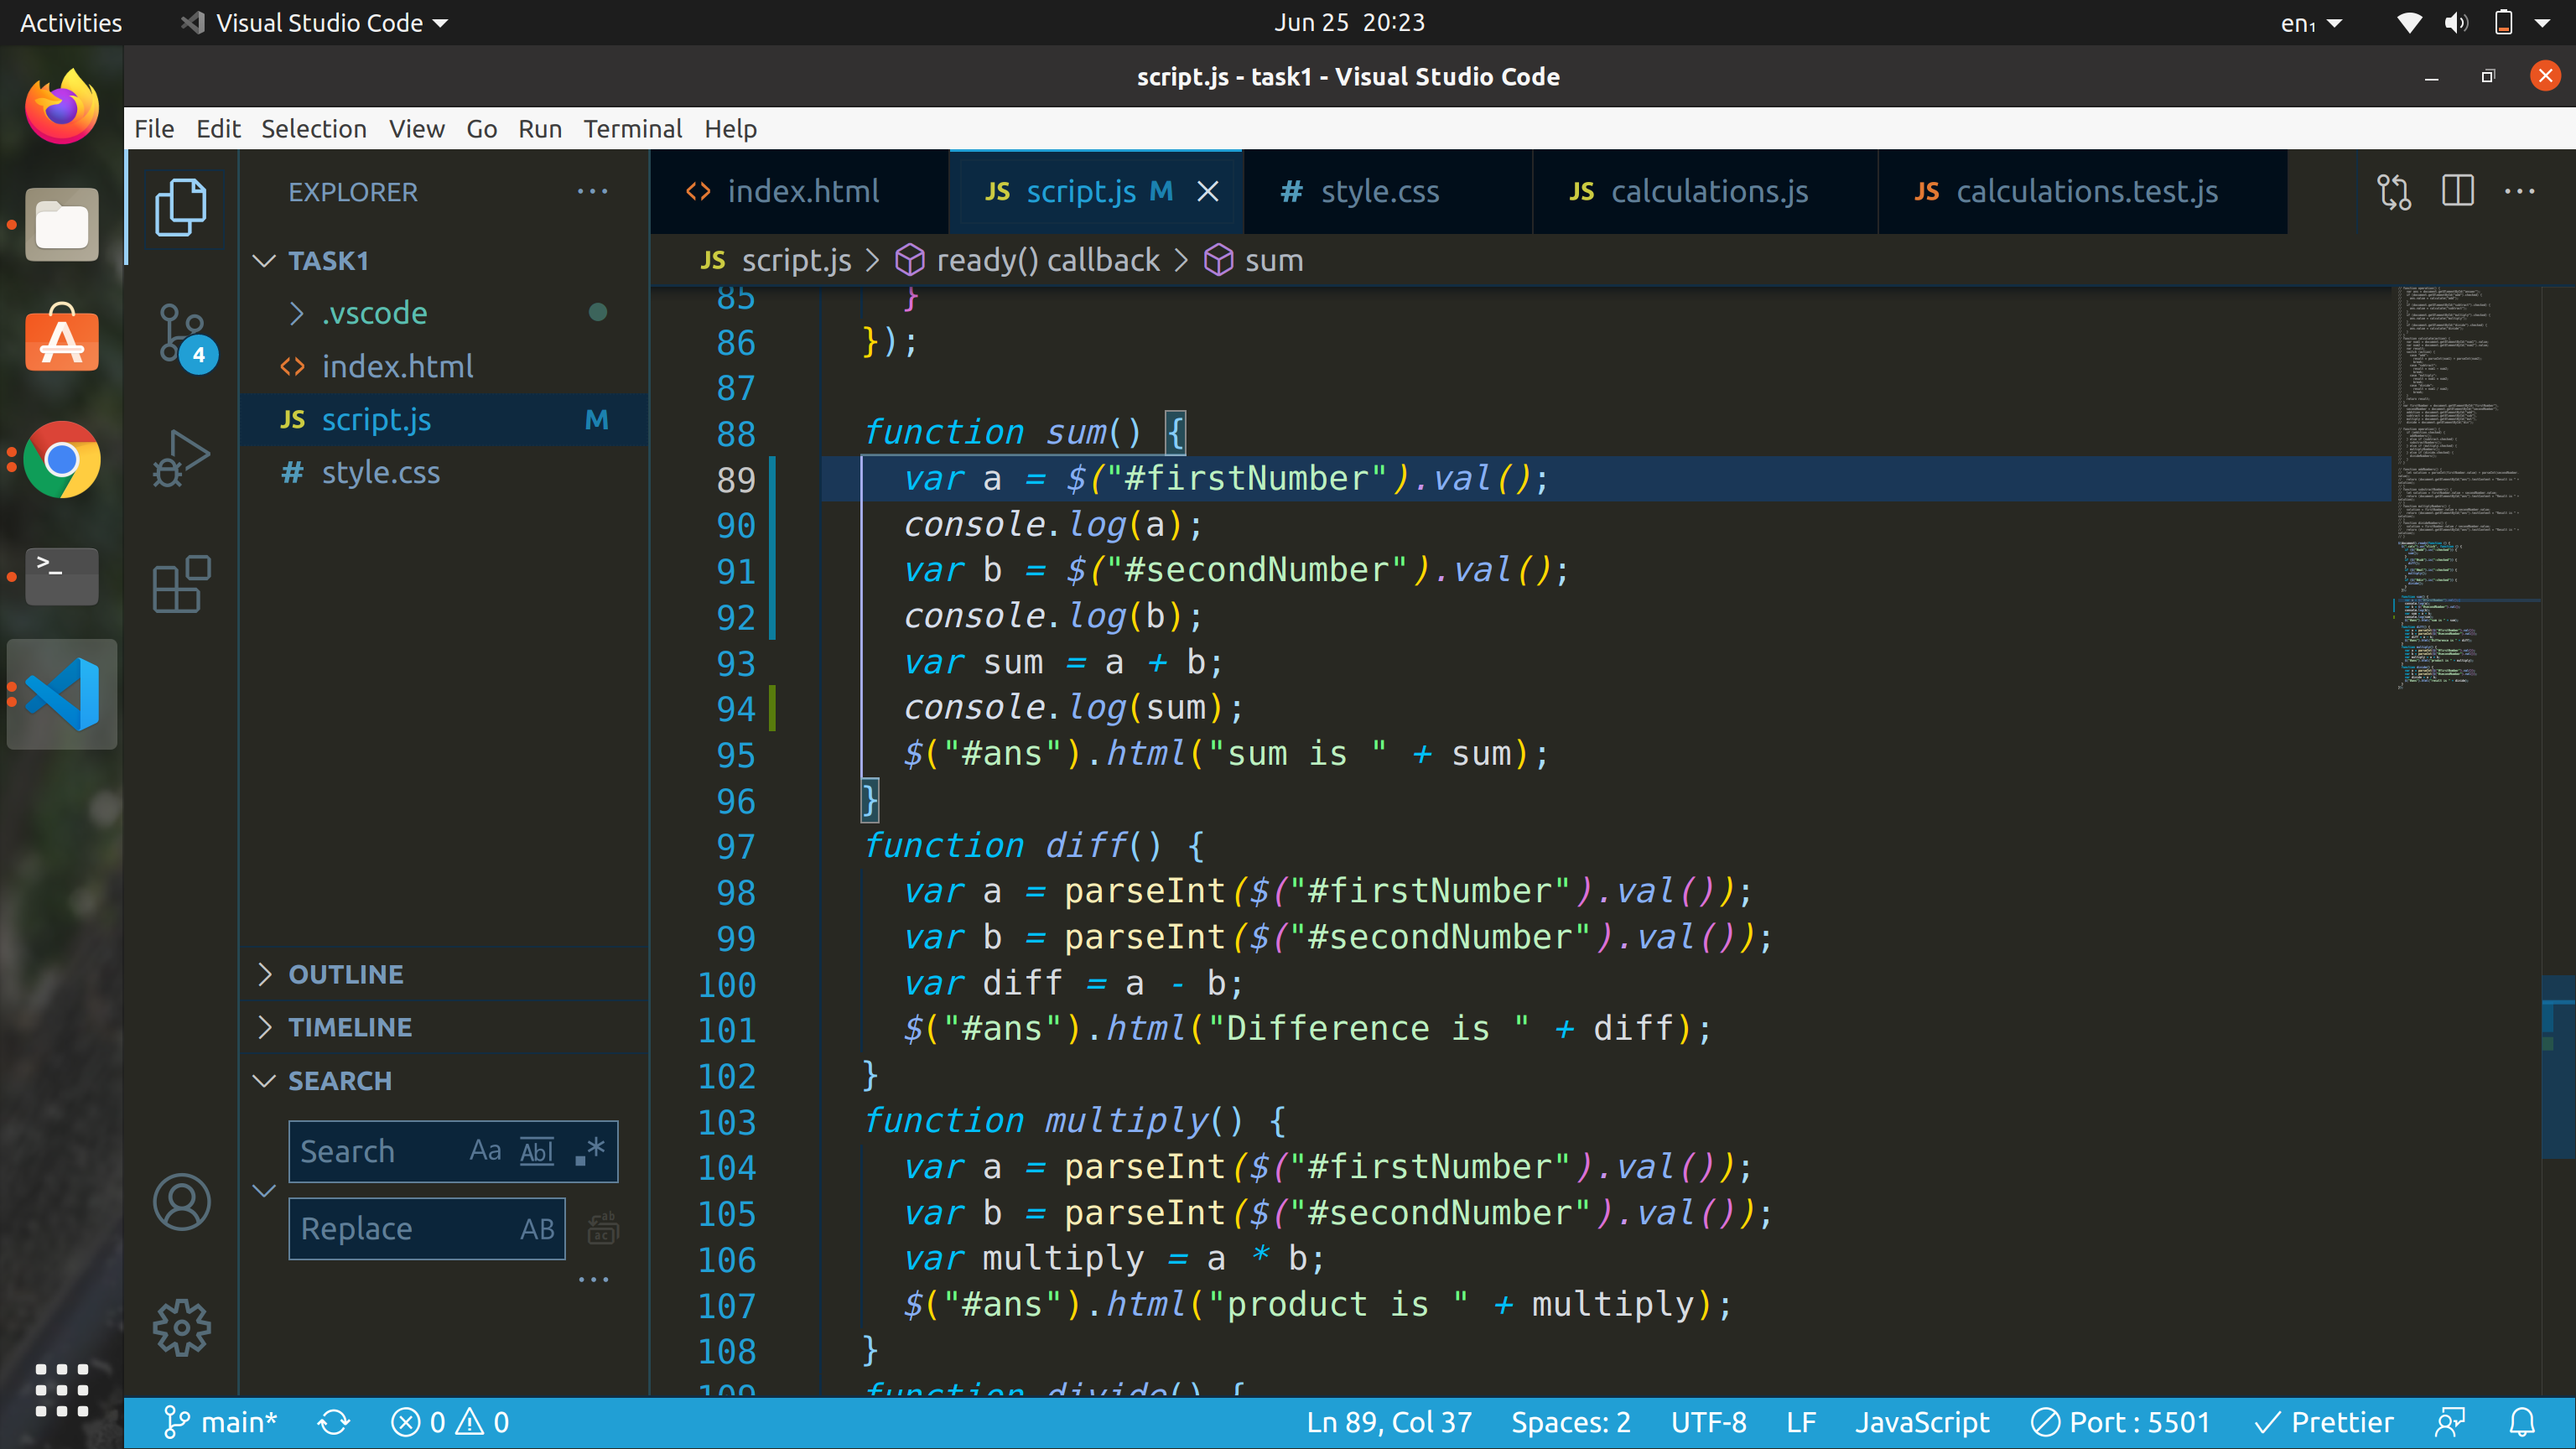 Activities
Visual Studio Code
Jun 25 20:23
en₁
script.js - task1 - Visual Studio Code
File Edit Selection View Go Run Terminal Help
EXPLORER
TASK1
.vscode
index.html
JS script.js M
# style.css
4
OUTLINE
TIMELINE
SEARCH
Search Aa Abl .*
Replace AB
<> index.html
JS script.js M
# style.css
JS calculations.js
JS calculations.test.js
JS script.js > ready() callback > sum
85 }
86 });
87
88 function sum() {
89 var a = $("#firstNumber").val();
90 console.log(a);
91 var b = $("#secondNumber").val();
92 console.log(b);
93 var sum = a + b;
94 console.log(sum);
95 $("#ans").html("sum is " + sum);
96 }
97 function diff() {
98 var a = parseInt($("#firstNumber").val());
99 var b = parseInt($("#secondNumber").val());
100 var diff = a - b;
101 $("#ans").html("Difference is " + diff);
102 }
103 function multiply() {
104 var a = parseInt($("#firstNumber").val());
105 var b = parseInt($("#secondNumber").val());
106 var multiply = a * b;
107 $("#ans").html("product is " + multiply);
108 }
109 function divide() {
main* 0 0 Ln 89, Col 37 Spaces: 2 UTF-8 LF JavaScript Port : 5501 Prettier